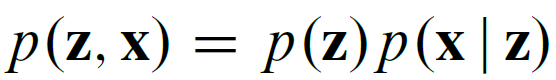 p(z, x) = p(z)p(x | z)